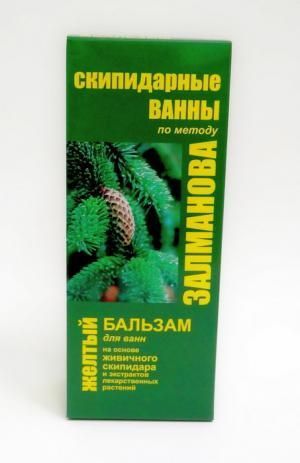 СКИПИДАРНЫЕ
ВАННЫ
по методу
ЗАЛМАНОВА
ЖЕЛТЫЙ
БАЛЬЗАМ
для ванн
на основе
ЖИВИЧНОГО
СКИПИДАРА
и экстрактов
лекарственных
растений